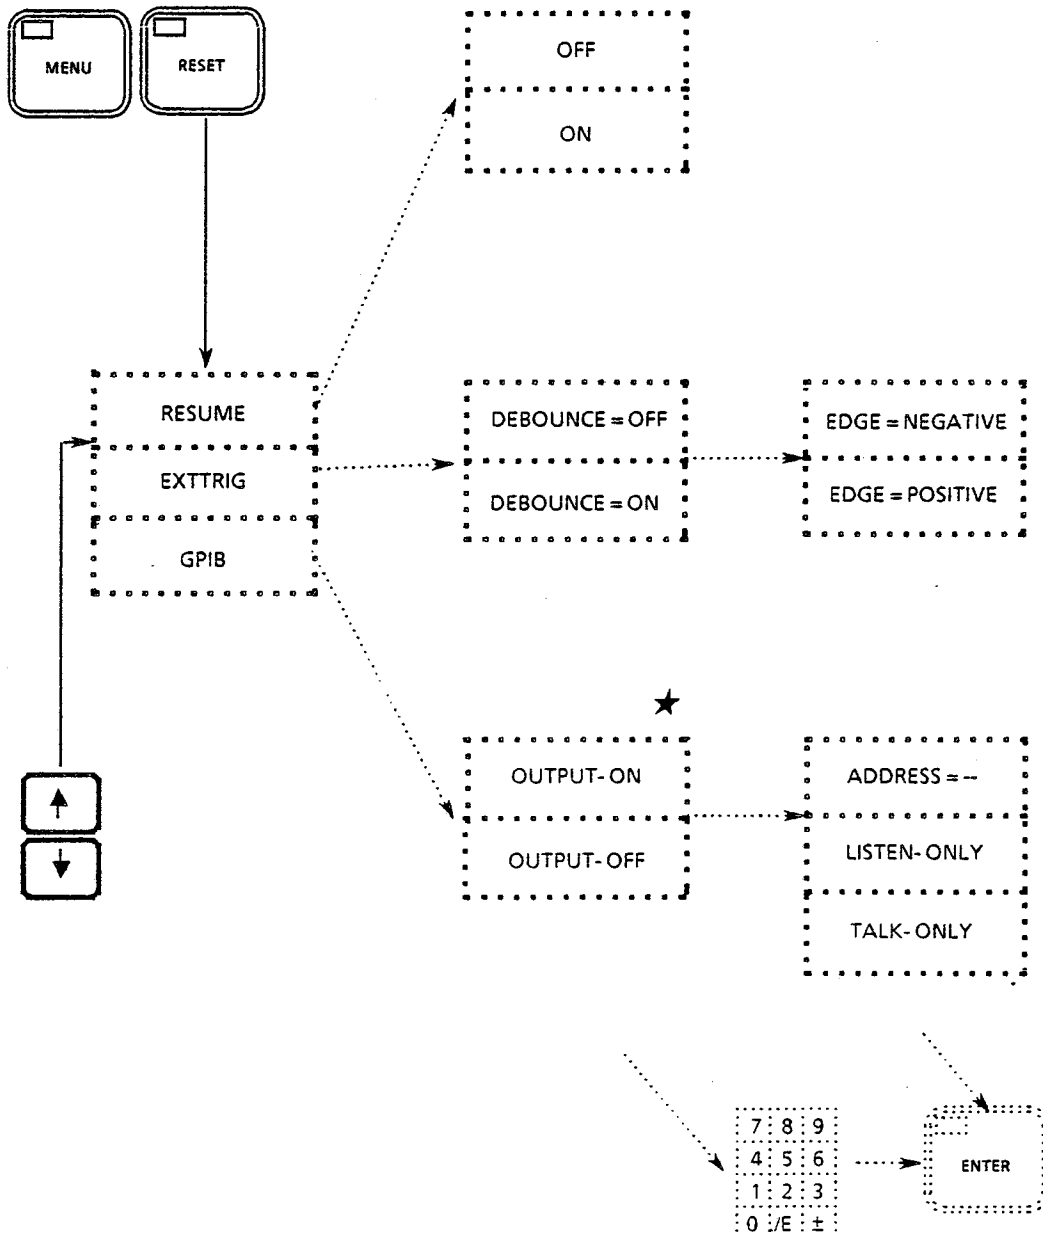 MENU
RESET
OFF
ON
RESUME
EXTTRIG
GPIB
DEBOUNCE = OFF
DEBOUNCE = ON
EDGE = NEGATIVE
EDGE = POSITIVE
OUTPUT-ON
OUTPUT-OFF
ADDRESS = --
LISTEN-ONLY
TALK-ONLY
7 8 9
4 5 6
1 2 3
0 /E ±
ENTER